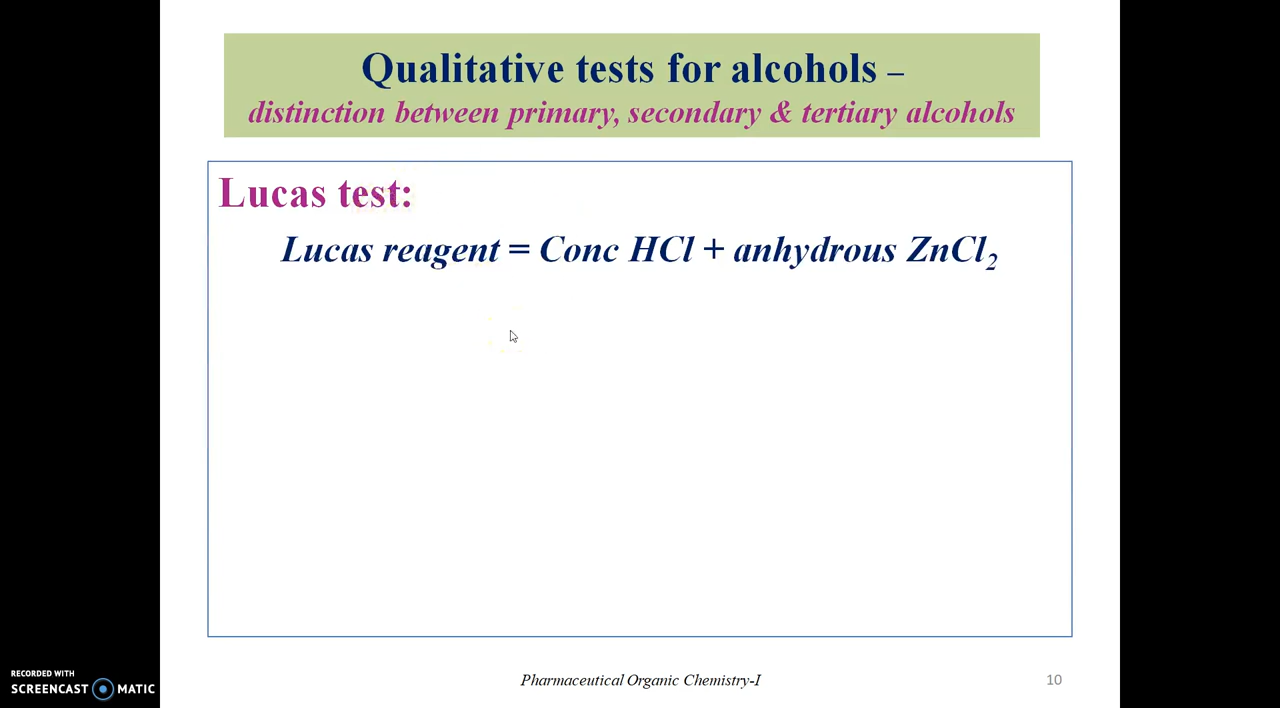 Qualitative tests for alcohols –
distinction between primary, secondary & tertiary alcohols
Lucas test:
Lucas reagent = Conc HCl + anhydrous ZnCl₂
RECORDED WITH
SCREENCAST MATIC
Pharmaceutical Organic Chemistry-I
10